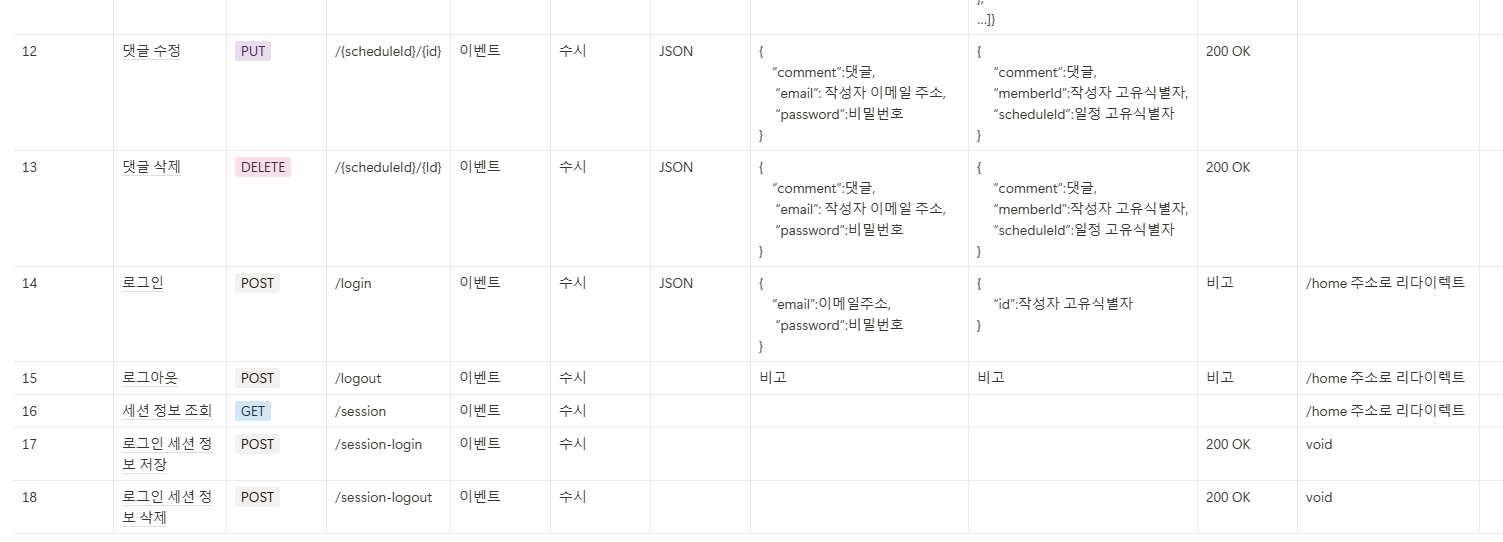 },
…]}
12 댓글 수정 PUT /{scheduleId}/{id} 이벤트 수시 JSON { { 200 OK
“comment”:댓글, “comment”:댓글,
“email”: 작성자 이메일 주소, “memberId”:작성자 고유식별자,
“password”:비밀번호 “scheduleId”:일정 고유식별자
} }
13 댓글 삭제 DELETE /{scheduleId}/{Id} 이벤트 수시 JSON { { 200 OK
“comment”:댓글, “comment”:댓글,
“email”: 작성자 이메일 주소, “memberId”:작성자 고유식별자,
“password”:비밀번호 “scheduleId”:일정 고유식별자
} }
14 로그인 POST /login 이벤트 수시 JSON { { 비고 /home 주소로 리다이렉트
“email”:이메일주소, “id”:작성자 고유식별자
“password”:비밀번호 }
}
15 로그아웃 POST /logout 이벤트 수시 비고 비고 비고 /home 주소로 리다이렉트
16 세션 정보 조회 GET /session 이벤트 수시 /home 주소로 리다이렉트
17 로그인 세션 정 POST /session-login 이벤트 수시 200 OK void
보 저장
18 로그인 세션 정 POST /session-logout 이벤트 수시 200 OK void
보 삭제